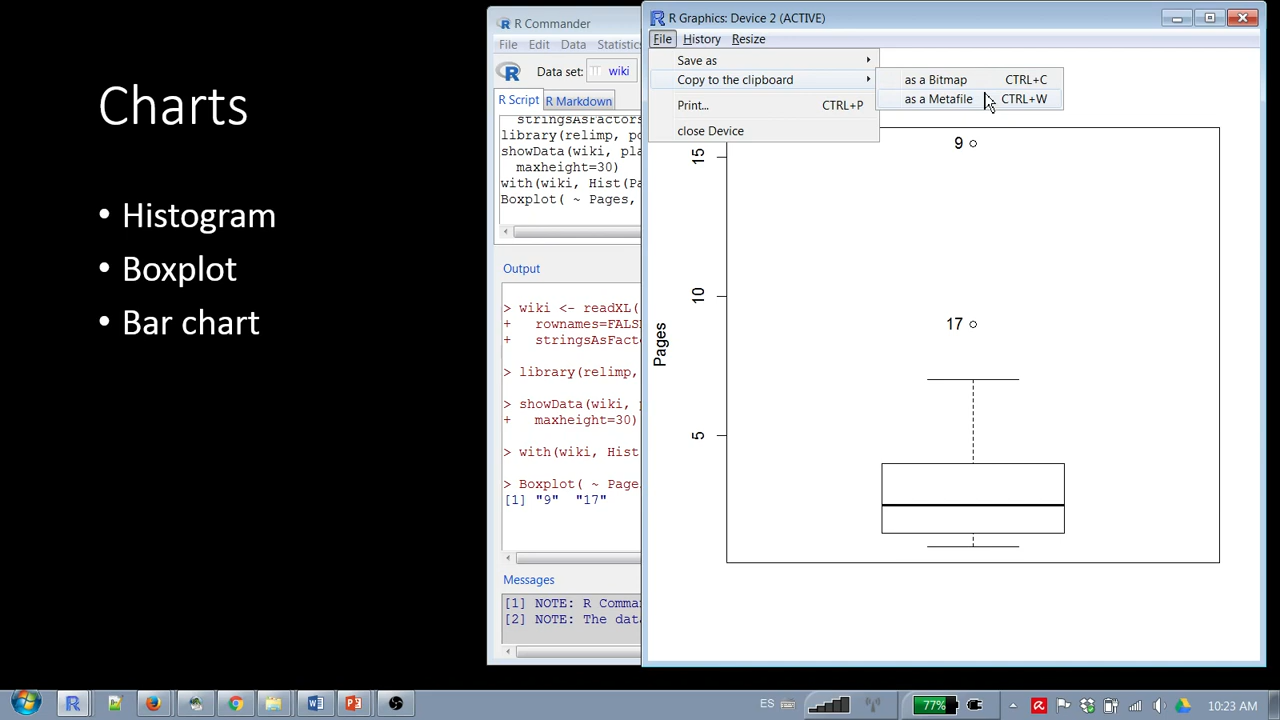 Charts
• Histogram
• Boxplot
• Bar chart
R Commander
File Edit Data Statistics
Data set: wiki
R Script R Markdown
stringsAsFactors
library(relimp, po
showData(wiki, pla
maxheight=30)
with(wiki, Hist(Pa
Boxplot( ~ Pages,
Output
> wiki <- readXL(
+ rownames=FALS
+ stringsAsFacto
> library(relimp,
> showData(wiki, p
+ maxheight=30)
> with(wiki, Hist
> Boxplot( ~ Page
[1] "9" "17"
Messages
[1] NOTE: R Comma
[2] NOTE: The data
R Graphics: Device 2 (ACTIVE)
File History Resize
Save as
Copy to the clipboard
Print... CTRL+P
close Device
as a Bitmap CTRL+C
as a Metafile CTRL+W
15
10
5
Pages
9
17
ES
77%
10:23 AM